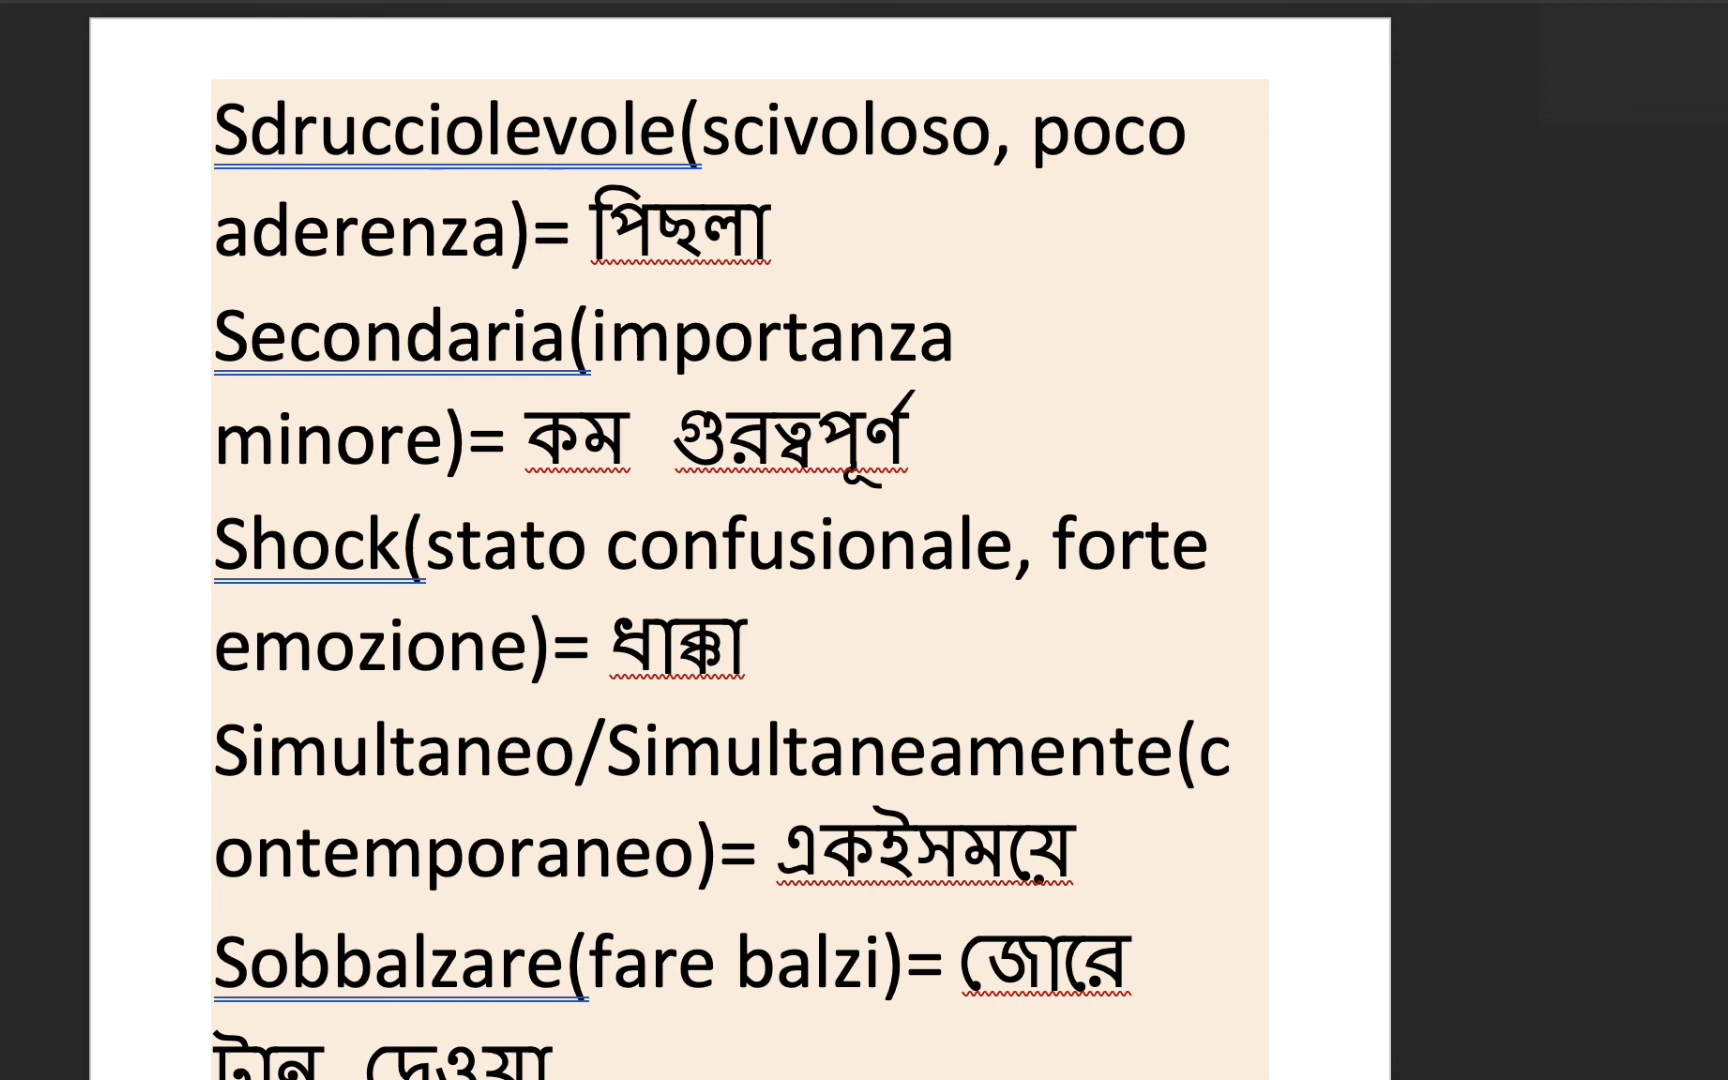 Sdrucciolevole(scivoloso, poco
aderenza)= পিছলা
Secondaria(importanza
minore)= কম গুরত্বপূর্ণ
Shock(stato confusionale, forte
emozione)= ধাক্কা
Simultaneo/Simultaneamente(c
ontemporaneo)= একইসময়ে
Sobbalzare(fare balzi)= জোরে
টান দেওয়া